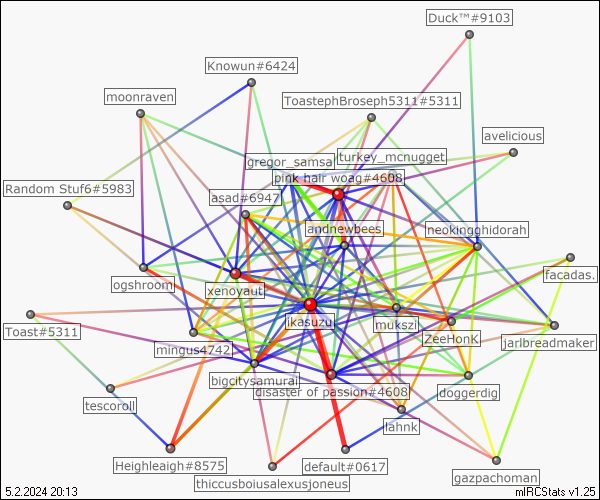 Duck™#9103
Knowun#6424
moonraven
ToastephBroseph5311#5311
avelicious
gregor_samsa
turkey_mcnugget
pink hair woag#4608
Random Stuf6#5983
asad#6947
landnewbees
neokingghidorah
ogshroom
xenoyaut
facadas.
ikasuzu
mukszi
Toast#5311
mingus4742
ZeeHonK
jarlbreadmaker
bigcitysamurai
disaster of passion#4608
doggerdig
tescoroll
lahnk
Heighleigh#8575
default#0617
thiccusboiusalexusjoneus
gazpachoman
5.2.2024 20:13
mIRCStats v1.25